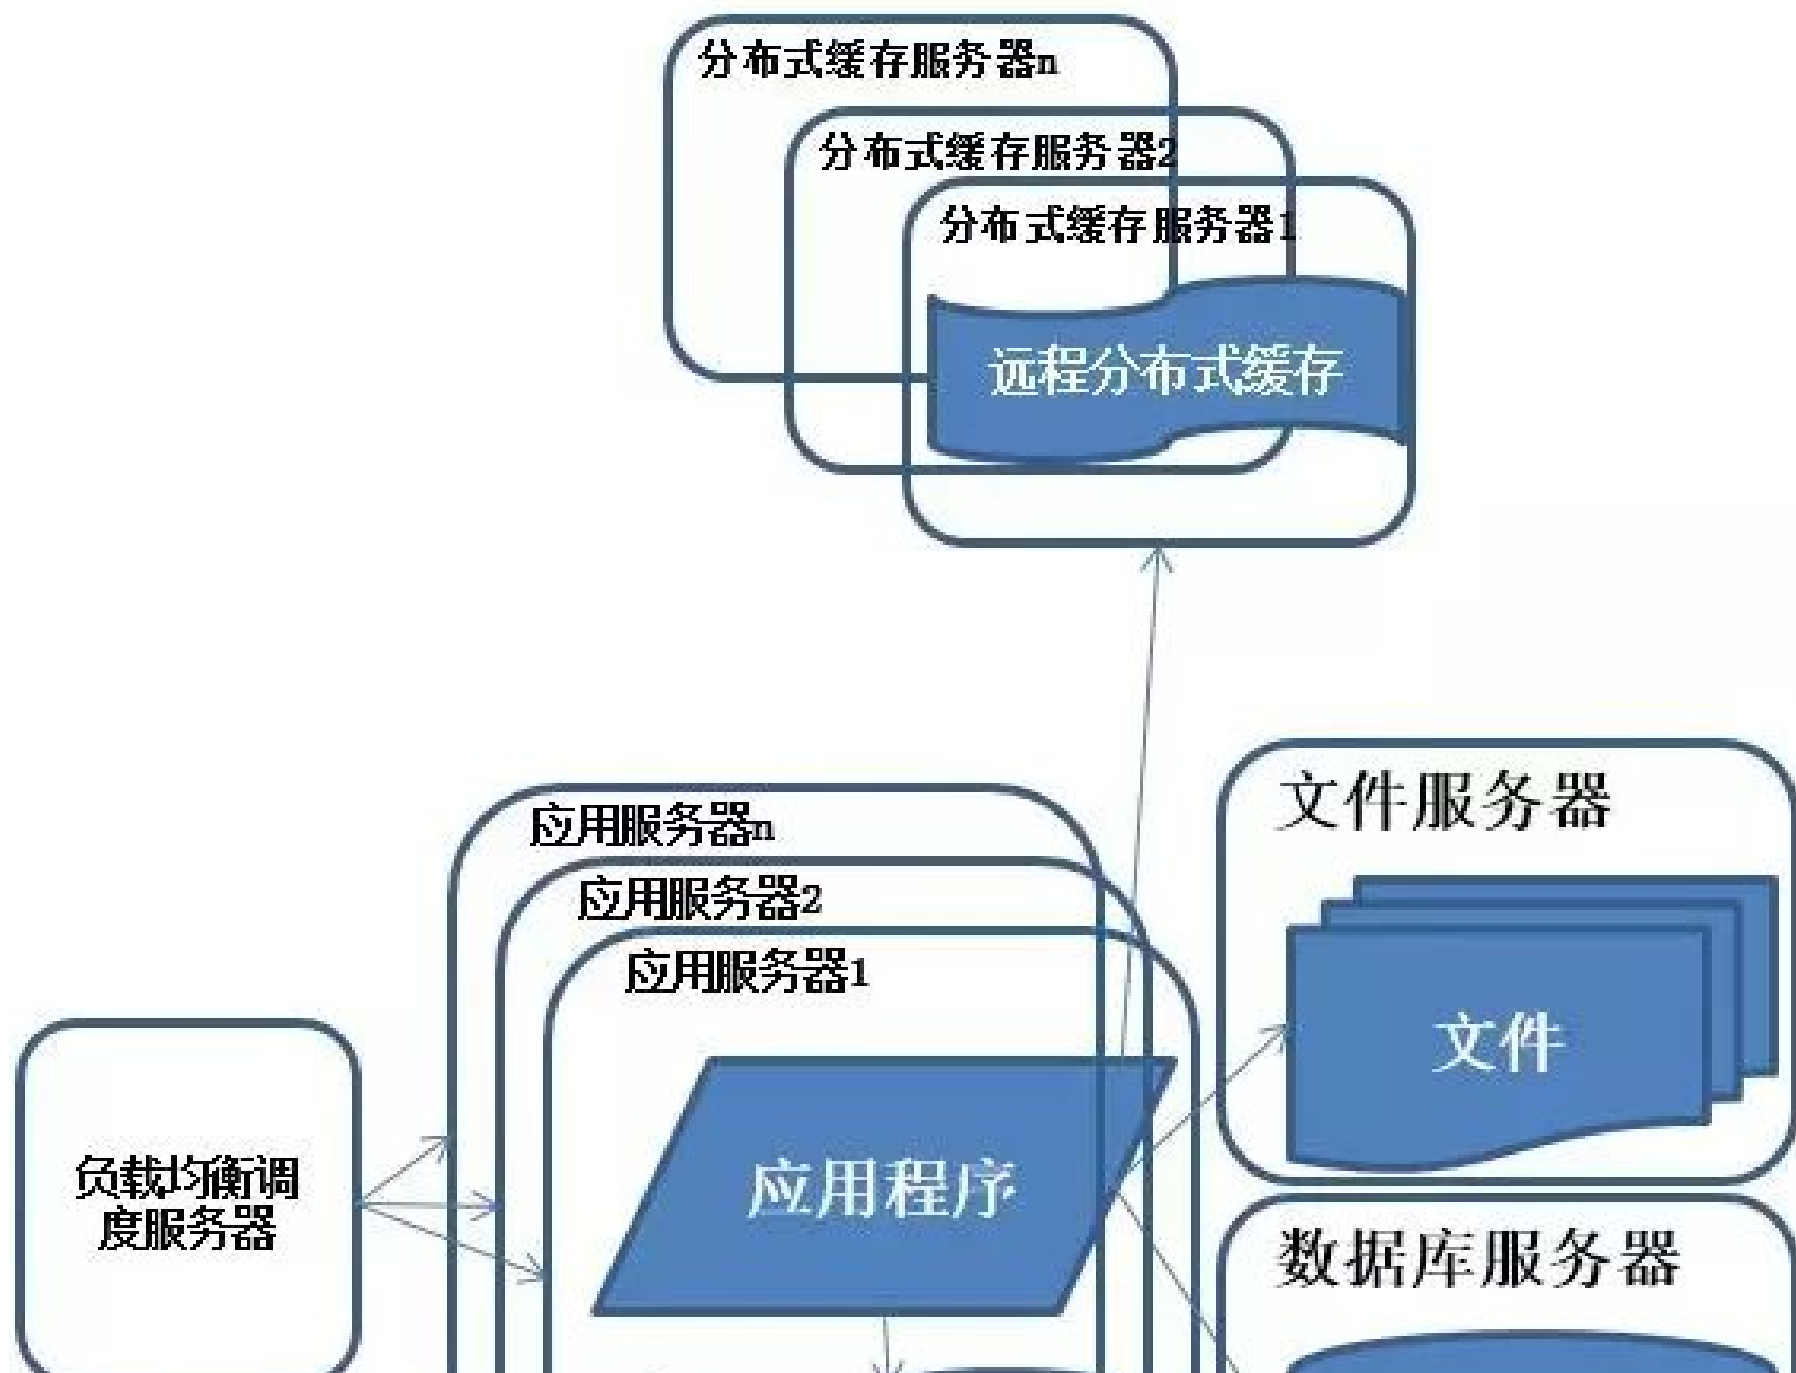 分布式缓存服务器n
分布式缓存服务器2
分布式缓存服务器1
远程分布式缓存
应用服务器n
应用服务器2
应用服务器1
文件服务器
文件
负载均衡调
度服务器
应用程序
数据库服务器